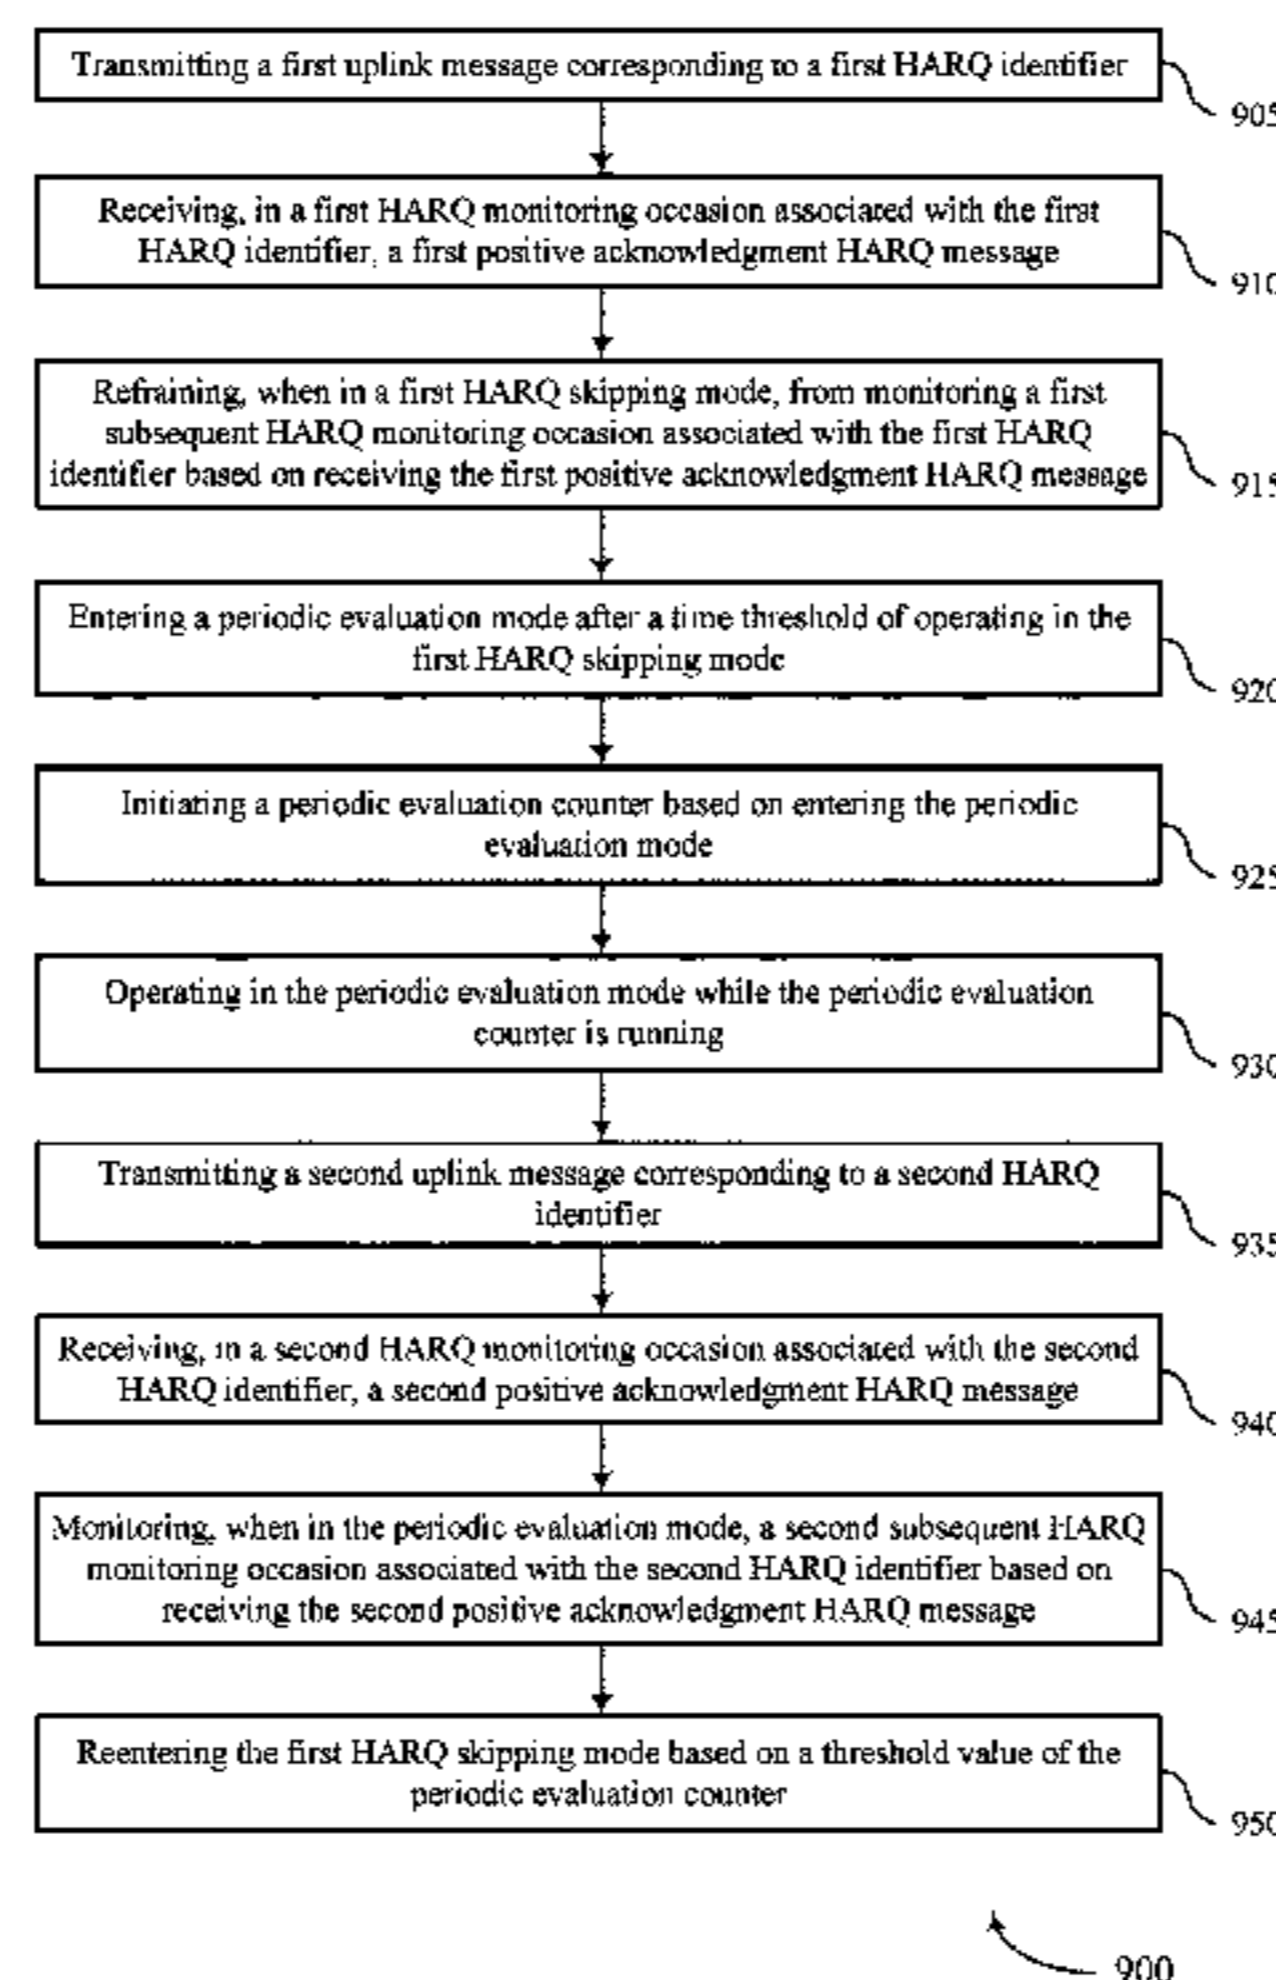 Transmitting a first uplink message corresponding to a first HARQ identifier
905
Receiving, in a first HARQ monitoring occasion associated with the first
HARQ identifier, a first positive acknowledgment HARQ message
910
Refraining, when in a first HARQ skipping mode, from monitoring a first
subsequent HARQ monitoring occasion associated with the first HARQ
identifier based on receiving the first positive acknowledgment HARQ message
915
Entering a periodic evaluation mode after a time threshold of operating in the
first HARQ skipping mode
920
Initiating a periodic evaluation counter based on entering the periodic
evaluation mode
925
Operating in the periodic evaluation mode while the periodic evaluation
counter is running
930
Transmitting a second uplink message corresponding to a second HARQ
identifier
935
Receiving, in a second HARQ monitoring occasion associated with the second
HARQ identifier, a second positive acknowledgment HARQ message
940
Monitoring, when in the periodic evaluation mode, a second subsequent HARQ
monitoring occasion associated with the second HARQ identifier based on
receiving the second positive acknowledgment HARQ message
945
Reentering the first HARQ skipping mode based on a threshold value of the
periodic evaluation counter
950
900